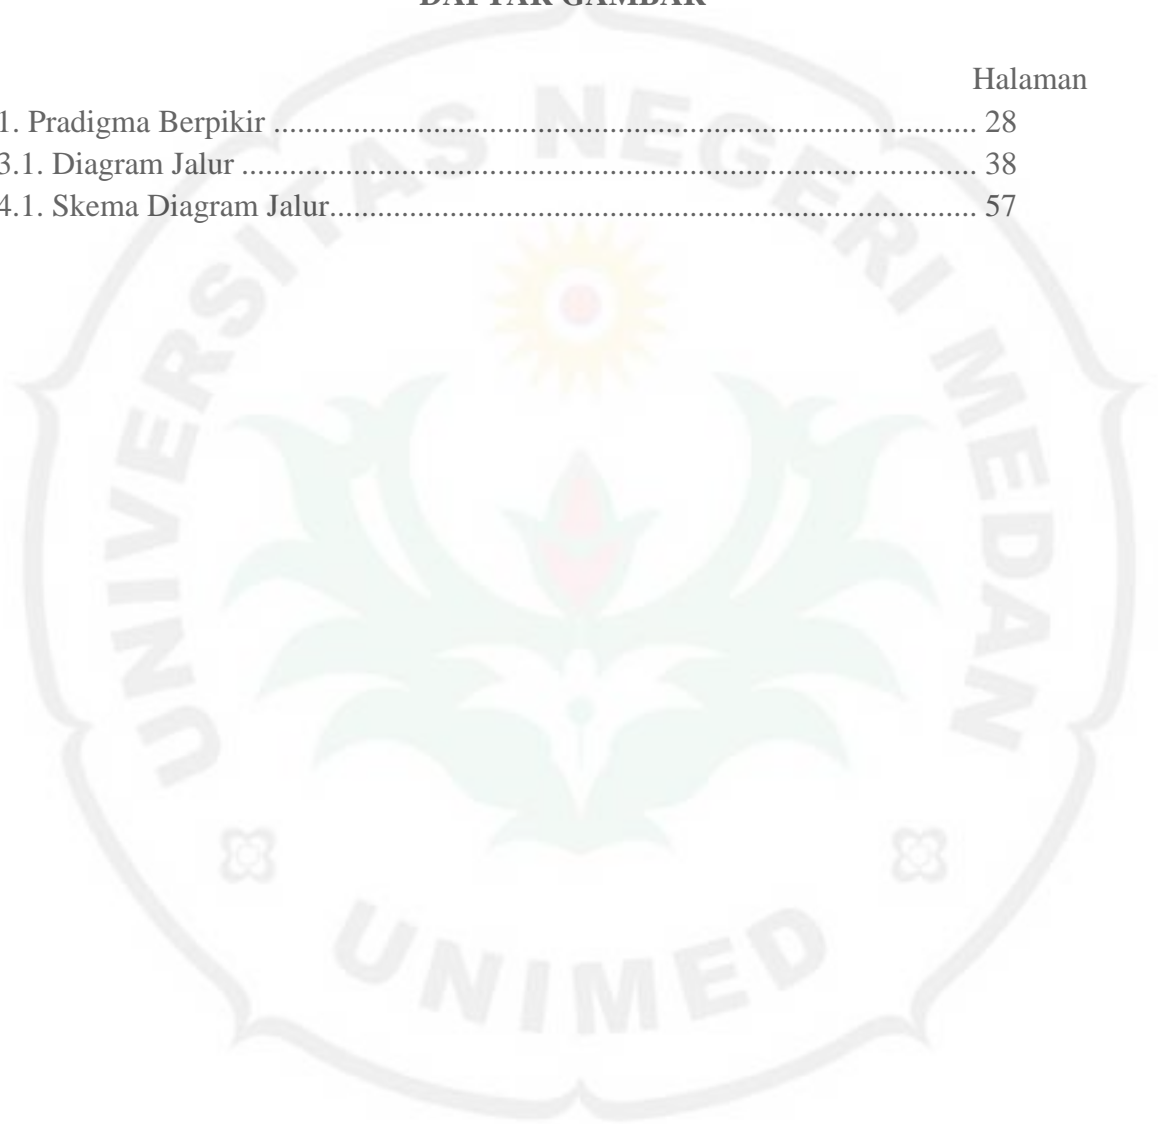 DAFTAR GAMBAR
Halaman
1. Pradigma Berpikir ........................................................................................ 28
3.1. Diagram Jalur ............................................................................................ 38
4.1. Skema Diagram Jalur................................................................................. 57
UNIVERSITAS NEGERI MEDAN
UNIMED